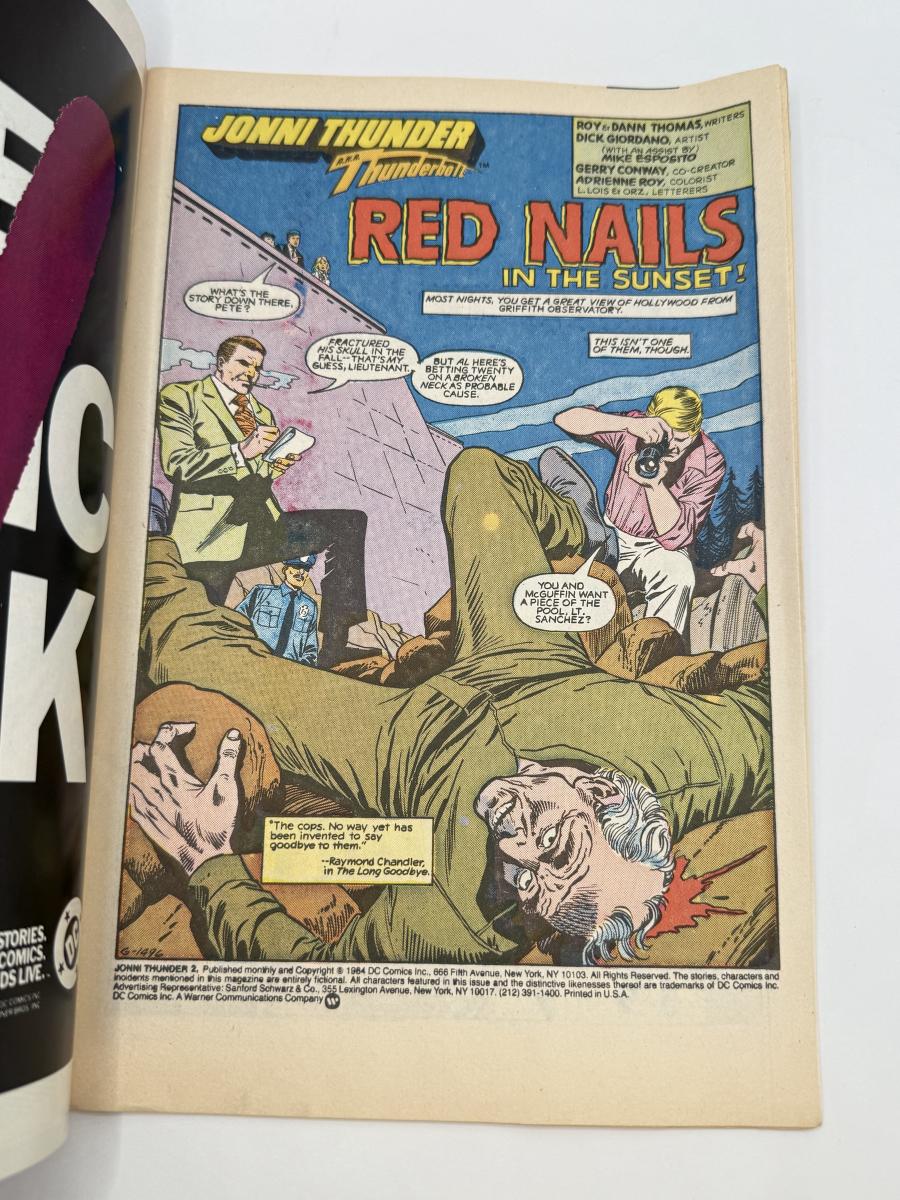 JONNI THUNDER
A.K.A.
Thunderbolt™
ROY & DANN THOMAS, WRITERS
DICK GIORDANO, ARTIST
(WITH AN ASSIST BY)
MIKE ESPOSITO
GERRY CONWAY, CO-CREATOR
ADRIENNE ROY, COLORIST
L. LOIS & ORZ, LETTERERS
RED NAILS
IN THE SUNSET!
MOST NIGHTS, YOU GET A GREAT VIEW OF HOLLYWOOD FROM
GRIFFITH OBSERVATORY.
THIS ISN'T ONE
OF THEM, THOUGH.
WHAT'S THE
STORY DOWN THERE,
PETE?
FRACTURED
HIS SKULL IN THE
FALL--THAT'S MY
GUESS, LIEUTENANT.
BUT AL HERE'S
BETTING TWENTY
ON A BROKEN
NECK AS PROBABLE
CAUSE.
YOU AND
McGUFFIN WANT
A PIECE OF THE
POOL, LT.
SANCHEZ?
"The cops. No way yet has
been invented to say
goodbye to them."
--Raymond Chandler,
in The Long Goodbye.
G-1496
JONNI THUNDER 2, Published monthly and Copyright © 1984 DC Comics Inc., 666 Fifth Avenue, New York, NY 10103. All Rights Reserved. The stories, characters and
incidents mentioned in this magazine are entirely fictional. All characters featured in this issue and the distinctive likenesses thereof are trademarks of DC Comics Inc.
Advertising Representative: Sanford Schwarz & Co., 355 Lexington Avenue, New York, NY 10017. (212) 391-1400. Printed in U.S.A.
DC Comics Inc. A Warner Communications Company
STORIES.
COMICS.
LIVE.
DC
K